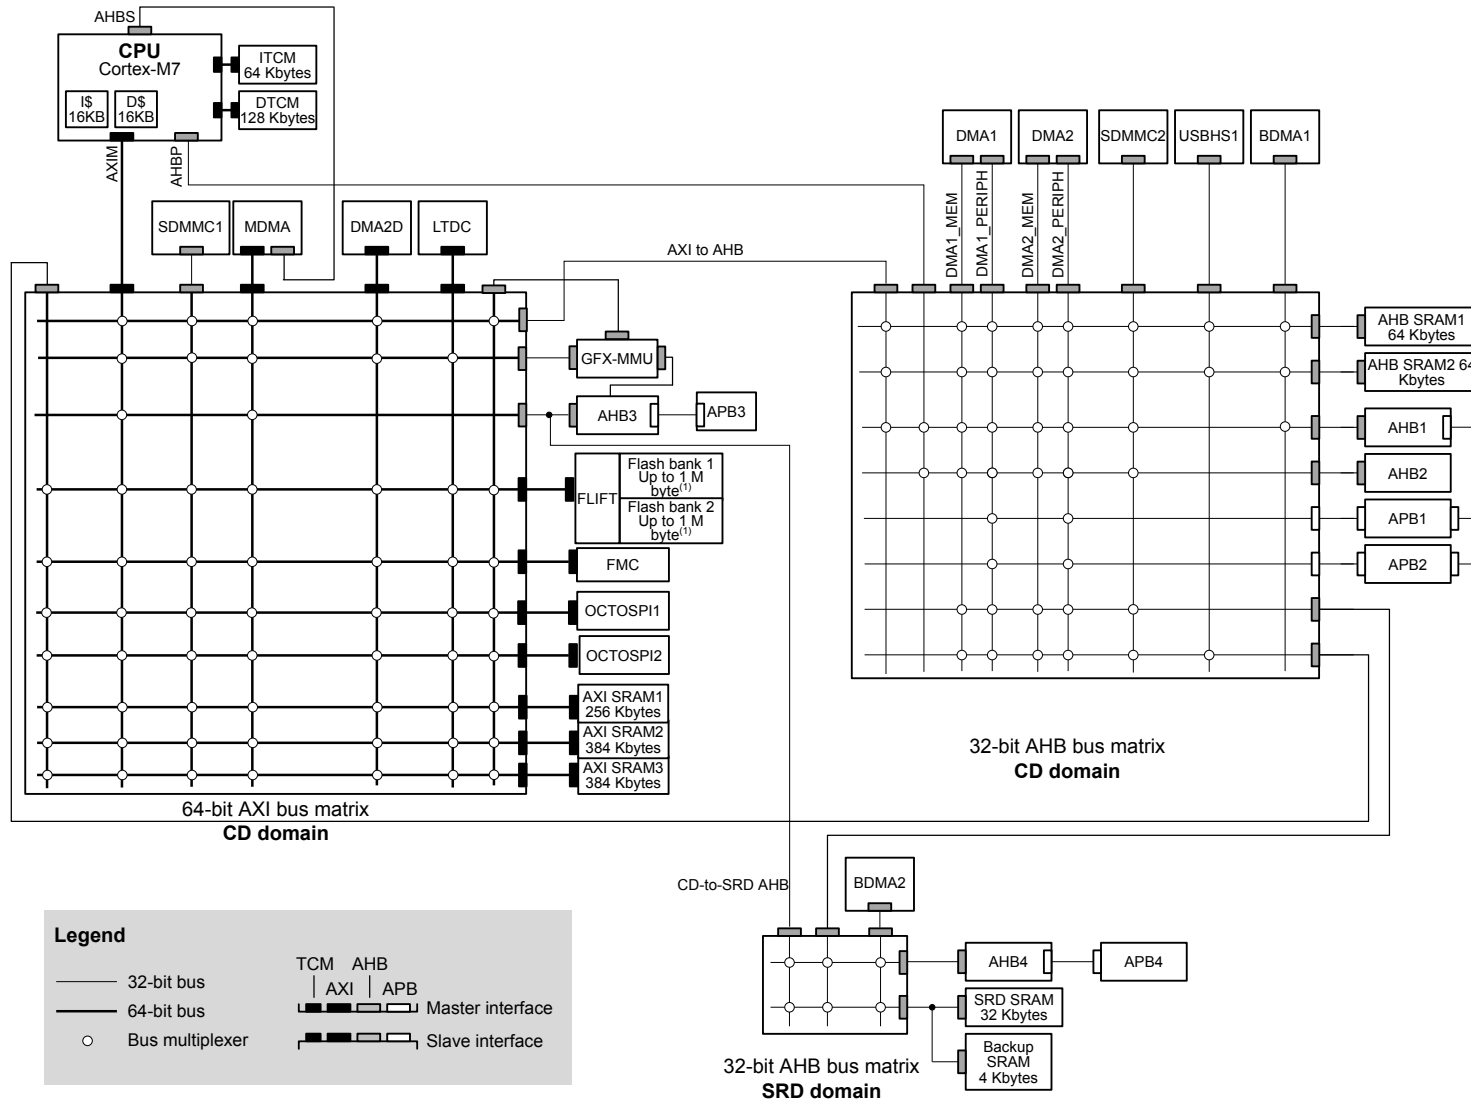 AHBS
CPU
Cortex-M7
I$
16KB
D$
16KB
ITCM
64 Kbytes
DTCM
128 Kbytes
AXIM
AHBP
SDMMC1
MDMA
DMA2D
LTDC
AXI to AHB
DMA1
DMA2
SDMMC2
USBHS1
BDMA1
DMA1_MEM
DMA1_PERIPH
DMA2_MEM
DMA2_PERIPH
GFX-MMU
AHB3
APB3
FLIFT
Flash bank 1
Up to 1 M
byte(1)
Flash bank 2
Up to 1 M
byte(1)
FMC
OCTOSPI1
OCTOSPI2
AXI SRAM1
256 Kbytes
AXI SRAM2
384 Kbytes
AXI SRAM3
384 Kbytes
64-bit AXI bus matrix
CD domain
AHB SRAM1
64 Kbytes
AHB SRAM2 64
Kbytes
AHB1
AHB2
APB1
APB2
32-bit AHB bus matrix
CD domain
CD-to-SRD AHB
BDMA2
AHB4
APB4
SRD SRAM
32 Kbytes
Backup
SRAM
4 Kbytes
32-bit AHB bus matrix
SRD domain
Legend
32-bit bus
64-bit bus
Bus multiplexer
TCM
AHB
AXI
APB
Master interface
Slave interface